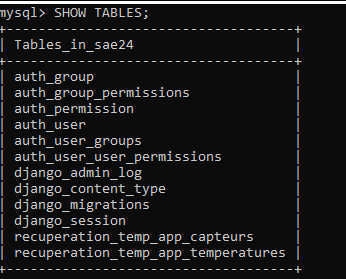 mysql> SHOW TABLES;
+------------------------------------+
| Tables_in_sae24                    |
+------------------------------------+
| auth_group                         |
| auth_group_permissions             |
| auth_permission                    |
| auth_user                          |
| auth_user_groups                   |
| auth_user_user_permissions         |
| django_admin_log                   |
| django_content_type                |
| django_migrations                  |
| django_session                     |
| recuperation_temp_app_capteurs     |
| recuperation_temp_app_temperatures |
+------------------------------------+